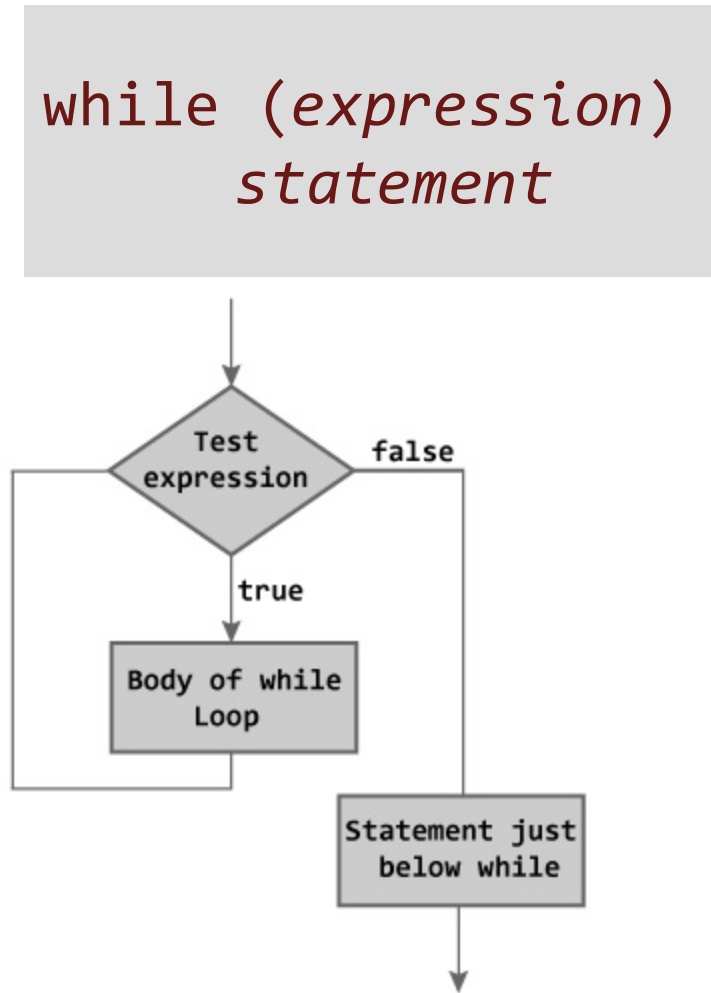 while (expression)
statement
Test
expression
false
true
Body of while
Loop
Statement just
below while